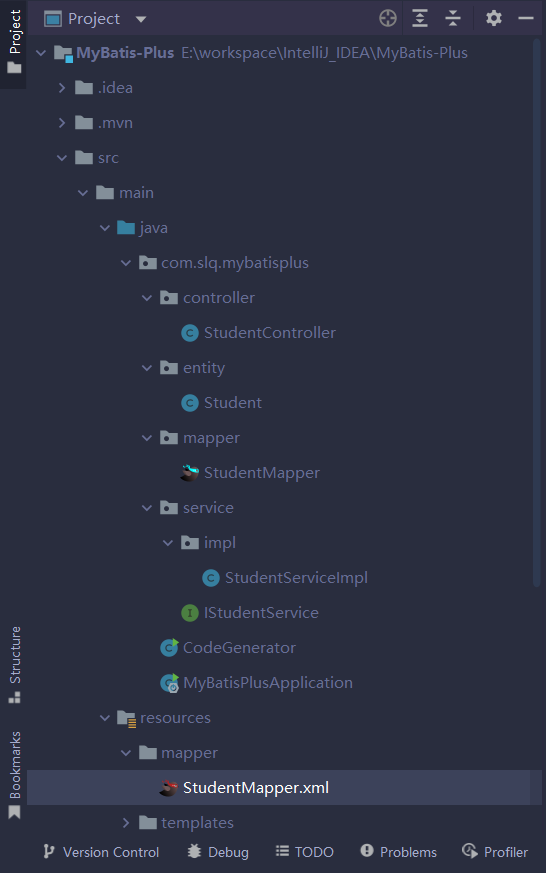 Project
Project
MyBatis-Plus E:\workspace\IntelliJ_IDEA\MyBatis-Plus
.idea
.mvn
src
main
java
com.slq.mybatisplus
controller
C StudentController
entity
C Student
mapper
StudentMapper
service
impl
C StudentServiceImpl
I IStudentService
C CodeGenerator
C MyBatisPlusApplication
resources
mapper
StudentMapper.xml
templates
Structure
Bookmarks
Version Control Debug TODO Problems Profiler